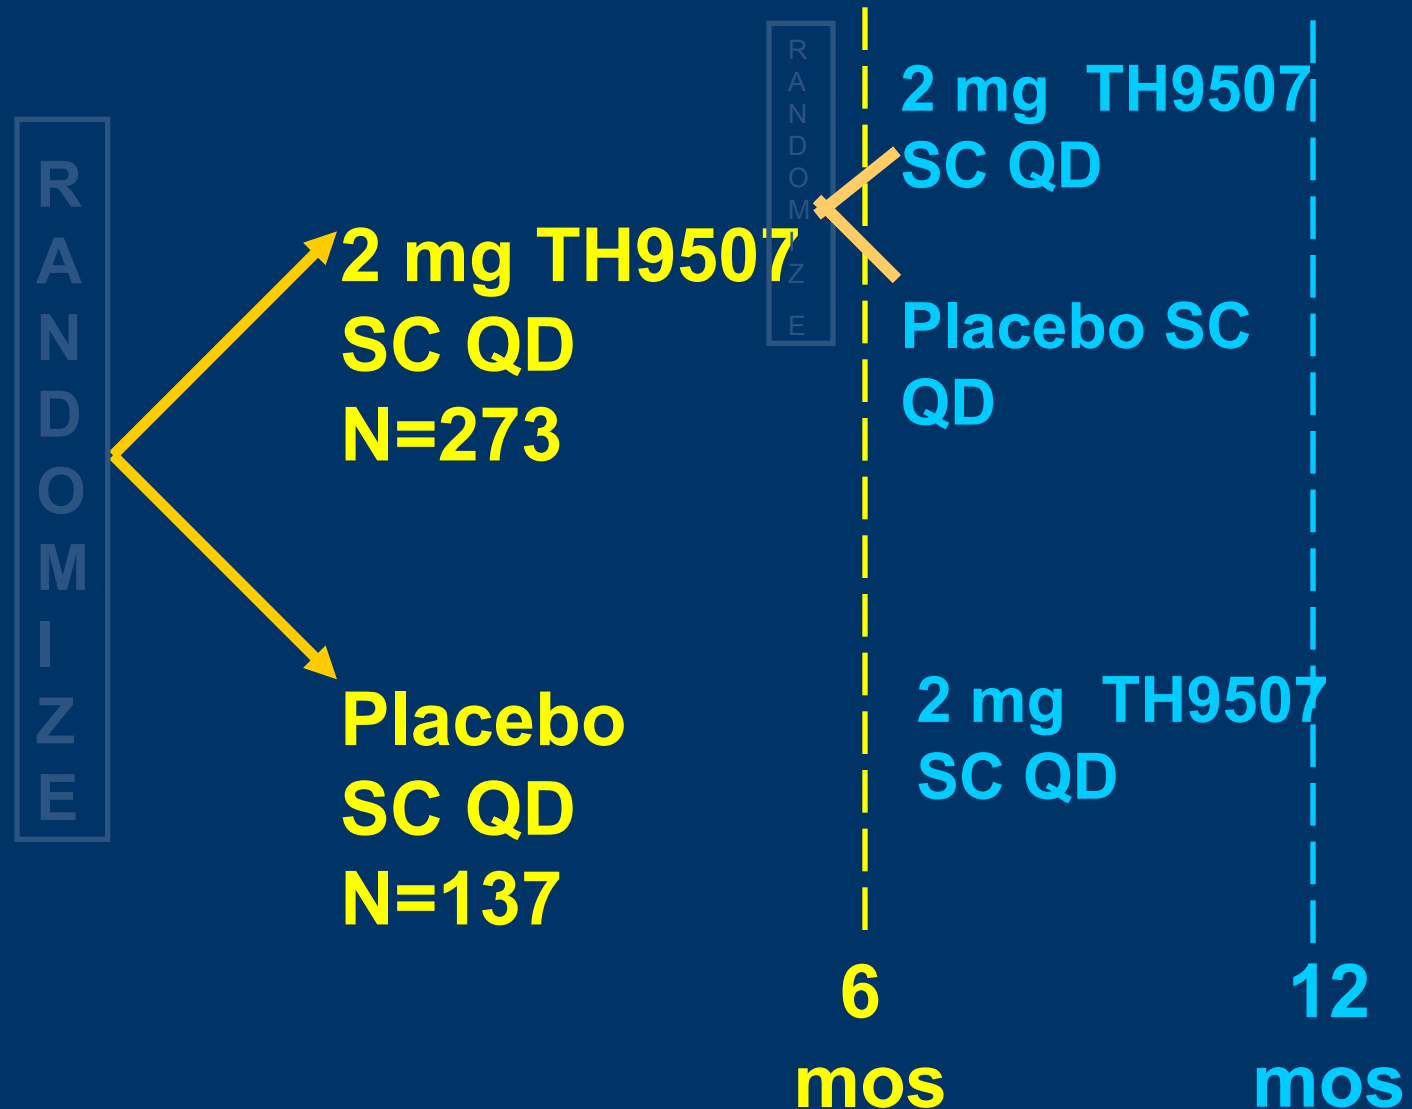 R
A
N
D
O
M
I
Z
E
2 mg TH9507
SC QD
N=273
Placebo
SC QD
N=137
R
A
N
D
O
M
I
Z
E
2 mg  TH9507
SC QD
Placebo SC
QD
2 mg  TH9507
SC QD
6
mos
12
mos